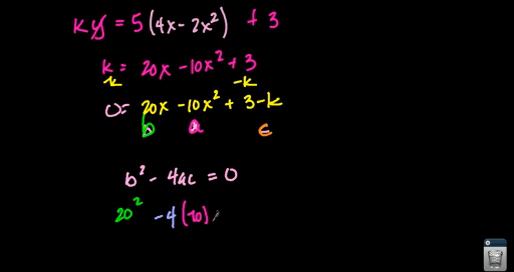 ky = 5(4x - 2x²) + 3
k = 20x - 10x² + 3
-k -k
0 = 20x - 10x² + 3 - k
b a c
b² - 4ac = 0
20² - 4(-10)